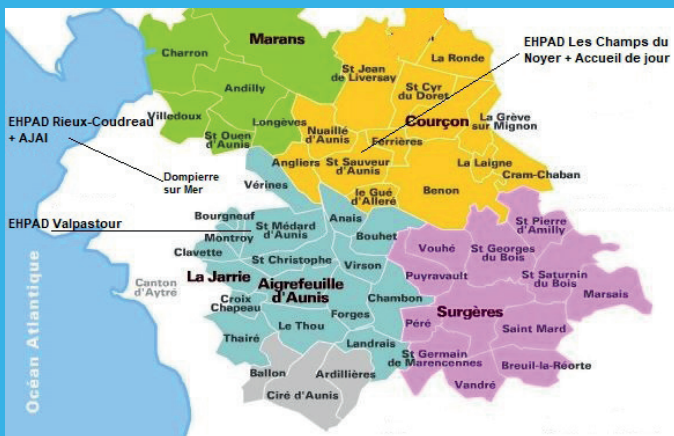 Marans
Charron
La Ronde
EHPAD Les Champs du
Noyer + Accueil de jour
St Jean
de Liversay
Andilly
St Cyr
du Doret
EHPAD Rieux-Coudreau
+ AJAI
Villedoux
Longèves
St Ouen
d'Aunis
Nuaillé
d'Aunis
Courçon
La Grève
sur Mignon
Ferrières
Angliers
St Sauveur
d'Aunis
La Laigne
Cram-Chaban
Dompierre
sur Mer
Vérines
le Gué
d'Alleré
Benon
EHPAD Valpastour
Bourgneuf
Montroy
St Médard
d'Aunis
Anais
Bouhet
St Pierre
d'Amilly
Vouhé
St Georges
du Bois
Clavette
St Christophe
Virson
Puyravault
St Saturnin
du Bois
Marsais
La Jarrie
Aigrefeuille
d'Aunis
Canton
d'Aytré
Chambon
Croix
Chapeau
Forges
Surgères
Péré
Saint Mard
Le Thou
Thairé
Landrais
St Germain
de Marencennes
Breuil-la-Réorte
Vandré
Ballon
Ardillières
Ciré d'Aunis
Océan Atlantique